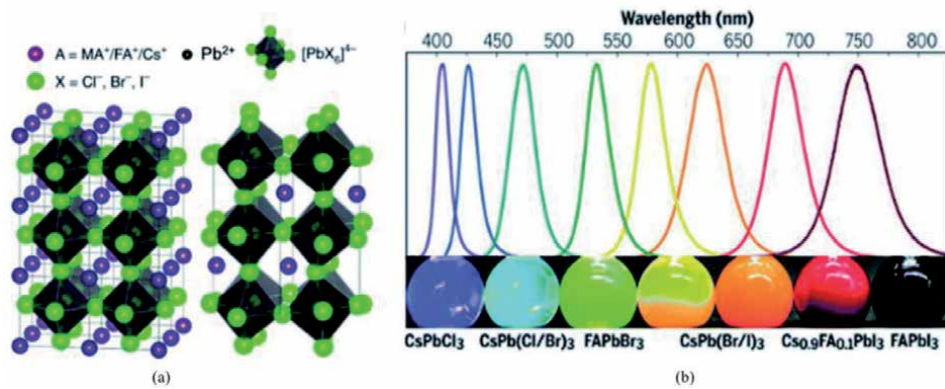 A = MA⁺/FA⁺/Cs⁺
Pb²⁺
[PbX₆]⁴⁻
X = Cl⁻, Br⁻, I⁻
(a)
Wavelength (nm)
400 450 500 550 600 650 700 750 800
CsPbCl₃ CsPb(Cl/Br)₃ FAPbBr₃ CsPb(Br/I)₃ Cs₀.₉FA₀.₁PbI₃ FAPbI₃
(b)